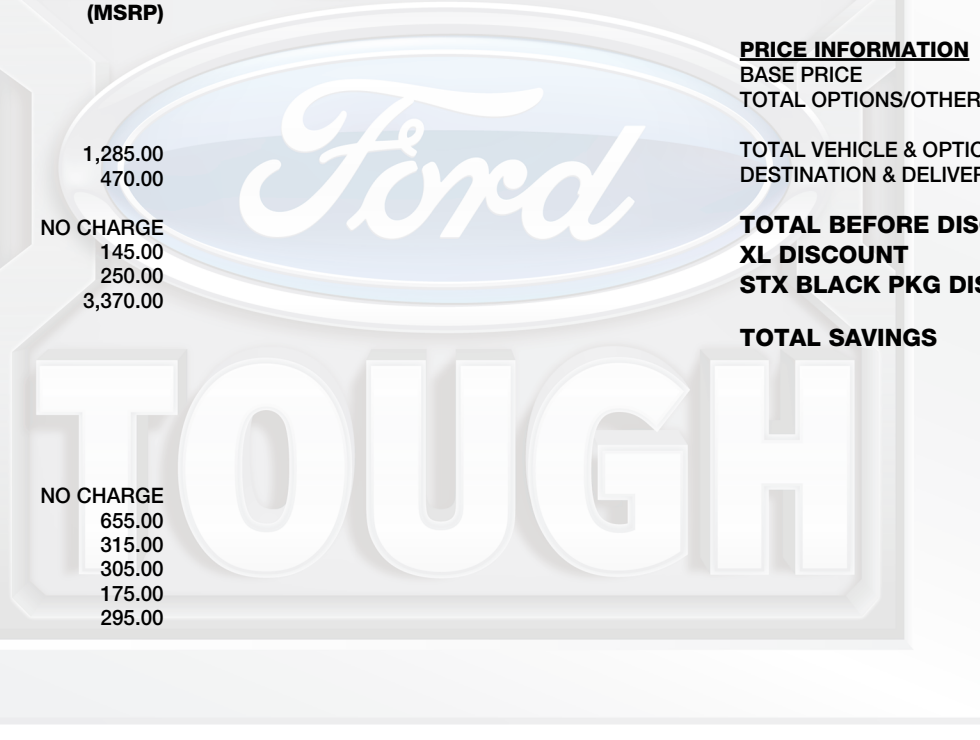 (MSRP)
1,285.00
470.00
NO CHARGE
145.00
250.00
3,370.00
NO CHARGE
655.00
315.00
305.00
175.00
295.00
PRICE INFORMATION
BASE PRICE
TOTAL OPTIONS/OTHER
TOTAL VEHICLE & OPTIO
DESTINATION & DELIVER
TOTAL BEFORE DIS
XL DISCOUNT
STX BLACK PKG DIS
TOTAL SAVINGS
Ford
TOUGH